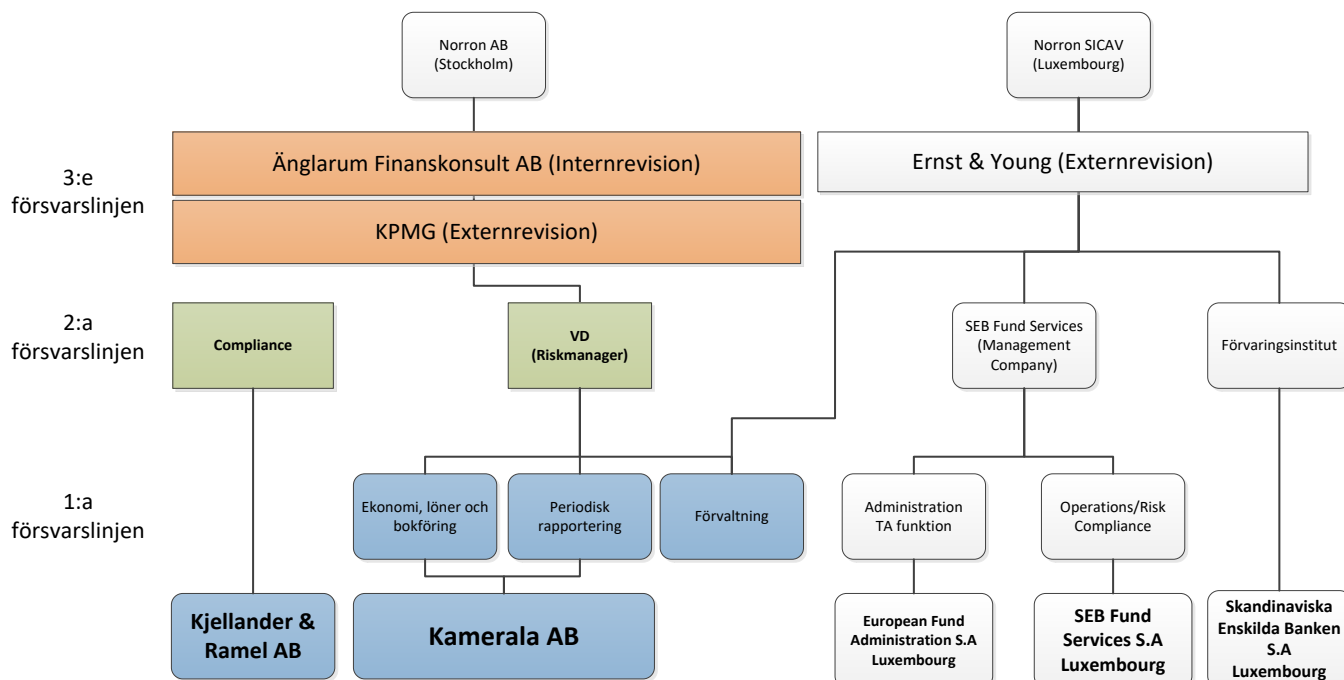 Norron AB
(Stockholm)
Norron SICAV
(Luxembourg)
3:e
försvarslinjen
Änglarum Finanskonsult AB (Internrevision)
Ernst & Young (Externrevision)
KPMG (Externrevision)
2:a
försvarslinjen
Compliance
VD
(Riskmanager)
SEB Fund Services
(Management
Company)
Förvaringsinstitut
1:a
försvarslinjen
Ekonomi, löner och
bokföring
Periodisk
rapportering
Förvaltning
Administration
TA funktion
Operations/Risk
Compliance
Kjellander &
Ramel AB
Kamerala AB
European Fund
Administration S.A
Luxembourg
SEB Fund
Services S.A
Luxembourg
Skandinaviska
Enskilda Banken
S.A
Luxembourg